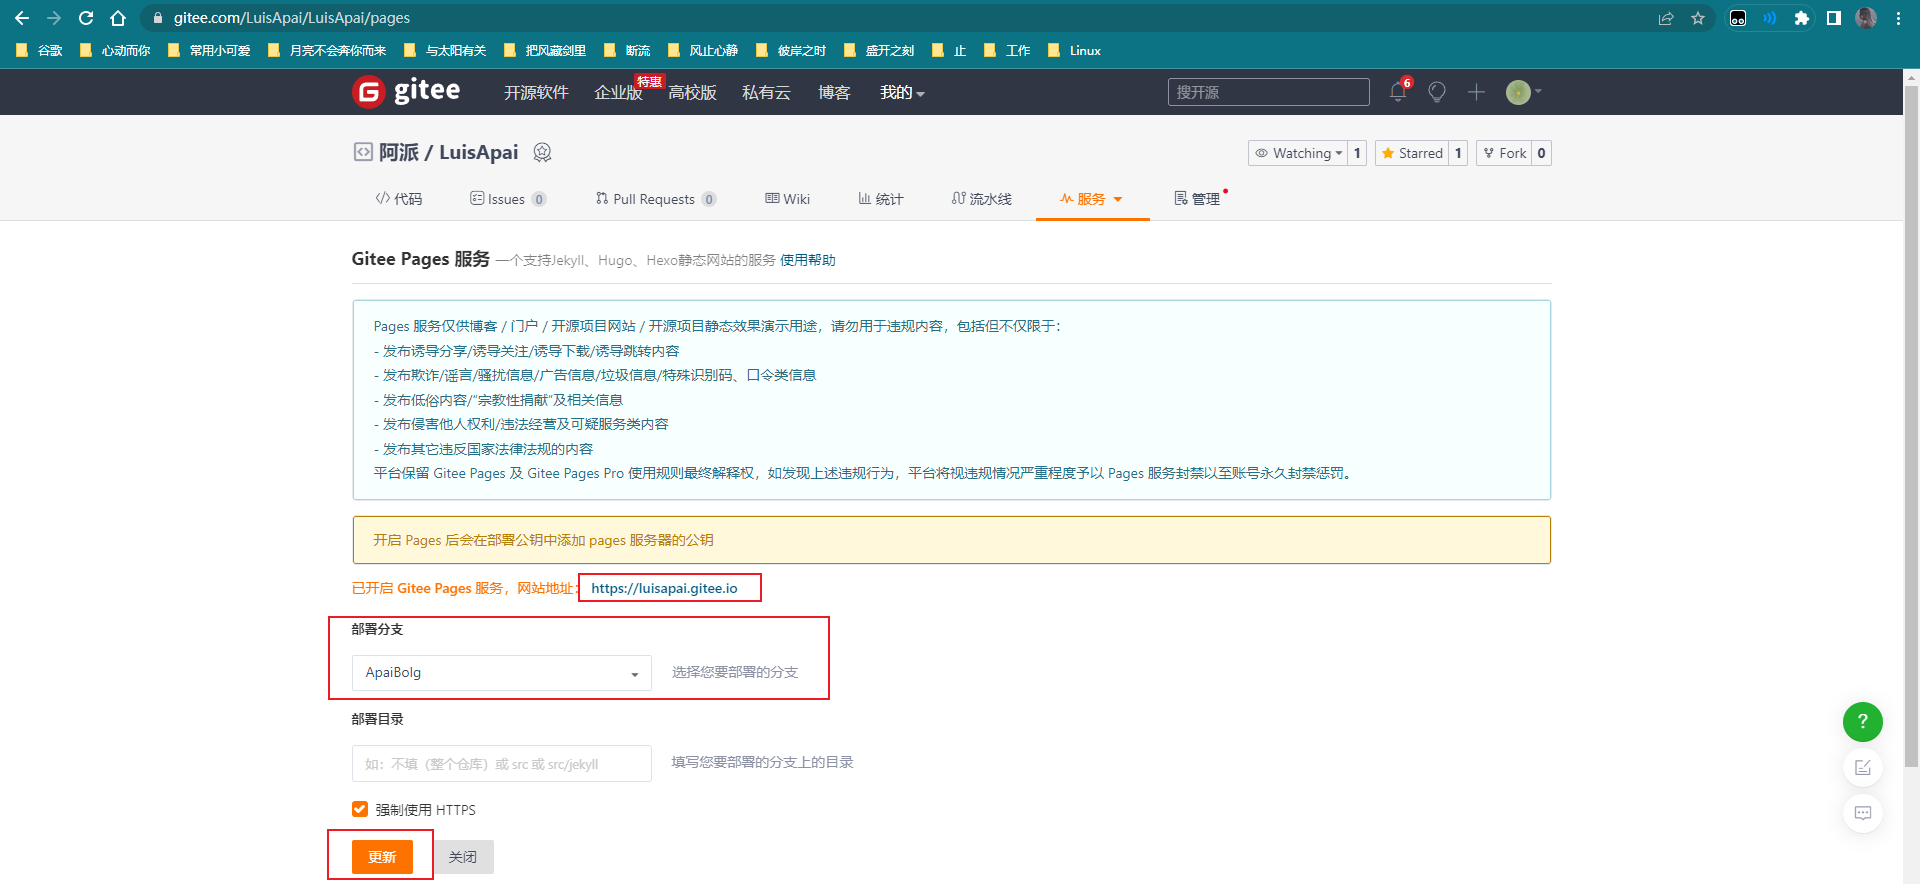 gitee.com/LuisApai/LuisApai/pages
谷歌 心动而你 常用小可爱 月亮不会奔你而来 与太阳有关 把风藏剑里 断流 风止心静 彼岸之时 盛开之刻 止 工作 Linux
gitee 开源软件 企业版 特惠 高校版 私有云 博客 我的 搜开源 6
阿派 / LuisApai Watching 1 Starred 1 Fork 0
代码 Issues 0 Pull Requests 0 Wiki 统计 流水线 服务 管理
Gitee Pages 服务 一个支持Jekyll、Hugo、Hexo静态网站的服务 使用帮助
Pages 服务仅供博客 / 门户 / 开源项目网站 / 开源项目静态效果演示用途，请勿用于违规内容，包括但不仅限于：
- 发布诱导分享/诱导关注/诱导下载/诱导跳转内容
- 发布欺诈/谣言/骚扰信息/广告信息/垃圾信息/特殊识别码、口令类信息
- 发布低俗内容/“宗教性捐献”及相关信息
- 发布侵害他人权利/违法经营及可疑服务类内容
- 发布其它违反国家法律法规的内容
平台保留 Gitee Pages 及 Gitee Pages Pro 使用规则最终解释权，如发现上述违规行为，平台将视违规情况严重程度予以 Pages 服务封禁以至账号永久封禁惩罚。
开启 Pages 后会在部署公钥中添加 pages 服务器的公钥
已开启 Gitee Pages 服务，网站地址： https://luisapai.gitee.io
部署分支
ApaiBolg 选择您要部署的分支
部署目录
如：不填（整个仓库）或 src 或 src/jekyll 填写您要部署的分支上的目录
强制使用 HTTPS
更新 关闭
?